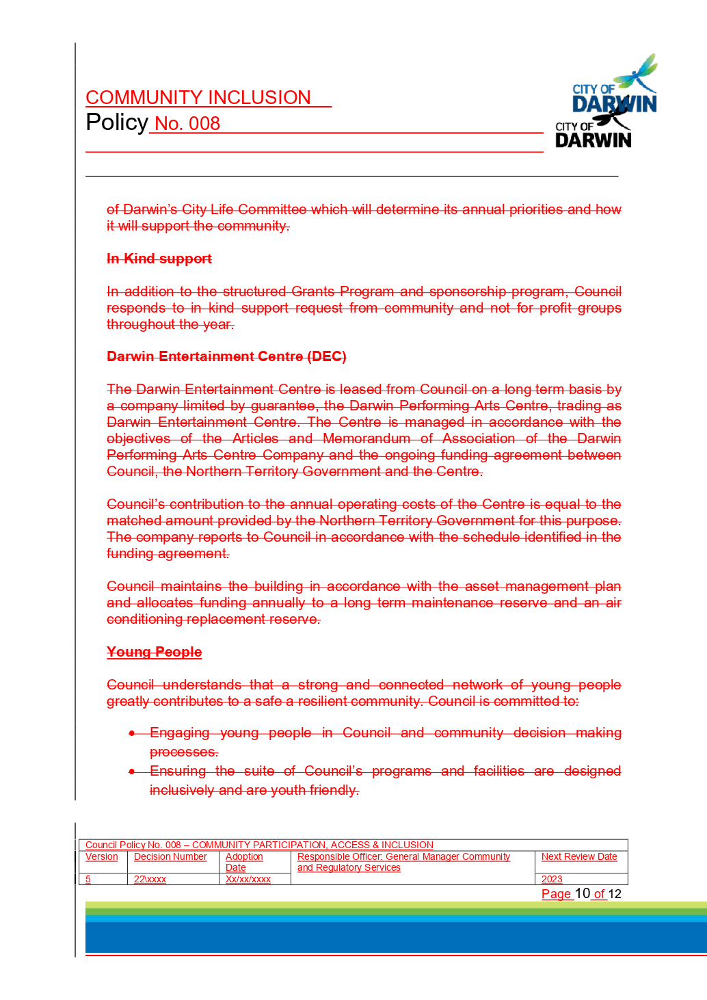 COMMUNITY INCLUSION
Policy No. 008
CITY OF
DARWIN
CITY OF
DARWIN
of Darwin’s City Life Committee which will determine its annual priorities and how
it will support the community.
In Kind support
In addition to the structured Grants Program and sponsorship program, Council
responds to in kind support request from community and not for profit groups
throughout the year.
Darwin Entertainment Centre (DEC)
The Darwin Entertainment Centre is leased from Council on a long term basis by
a company limited by guarantee, the Darwin Performing Arts Centre, trading as
Darwin Entertainment Centre. The Centre is managed in accordance with the
objectives of the Articles and Memorandum of Association of the Darwin
Performing Arts Centre Company and the ongoing funding agreement between
Council, the Northern Territory Government and the Centre.
Council’s contribution to the annual operating costs of the Centre is equal to the
matched amount provided by the Northern Territory Government for this purpose.
The company reports to Council in accordance with the schedule identified in the
funding agreement.
Council maintains the building in accordance with the asset management plan
and allocates funding annually to a long term maintenance reserve and an air
conditioning replacement reserve.
Young People
Council understands that a strong and connected network of young people
greatly contributes to a safe a resilient community. Council is committed to:
• Engaging young people in Council and community decision making
processes.
• Ensuring the suite of Council’s programs and facilities are designed
inclusively and are youth friendly.
Council Policy No. 008 – COMMUNITY PARTICIPATION, ACCESS & INCLUSION
Version Decision Number Adoption Responsible Officer: General Manager Community Next Review Date
Date and Regulatory Services
5 22\xxxx Xx/xx/xxxx 2023
Page 10 of 12